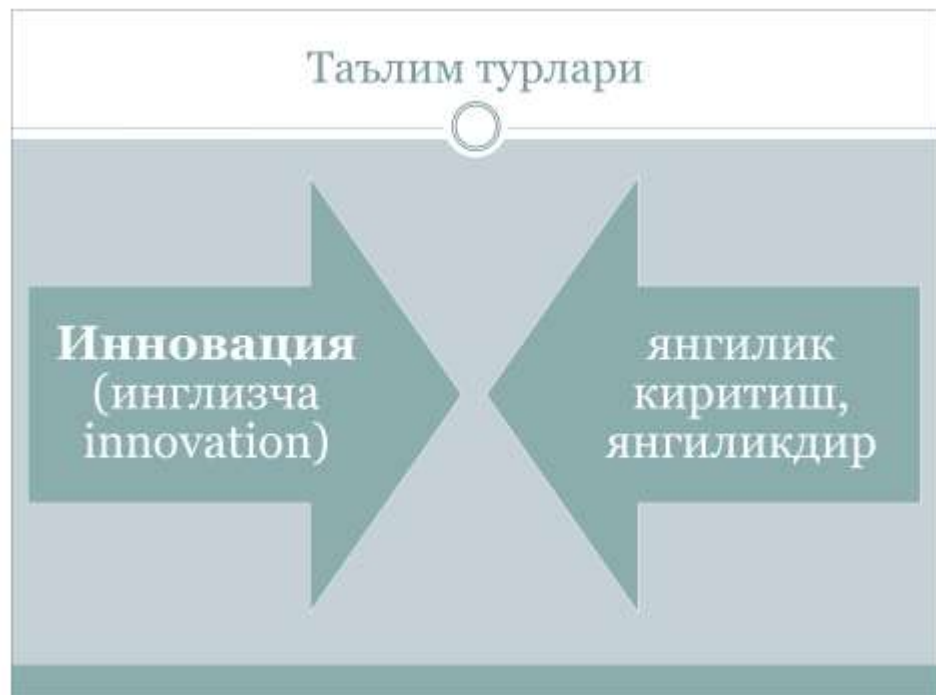 Таълим турлари
Инновация
(инглизча
innovation)
янгилик
киритиш,
янгиликдир